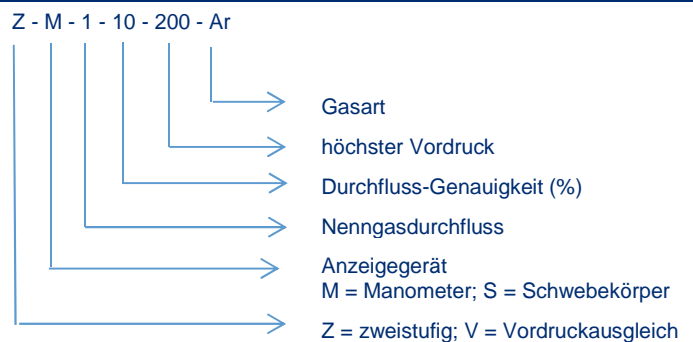 Z - M - 1 - 10 - 200 - Ar
Gasart
höchster Vordruck
Durchfluss-Genauigkeit (%)
Nenngasdurchfluss
Anzeigegerät
M = Manometer; S = Schwebekörper
Z = zweistufig; V = Vordruckausgleich